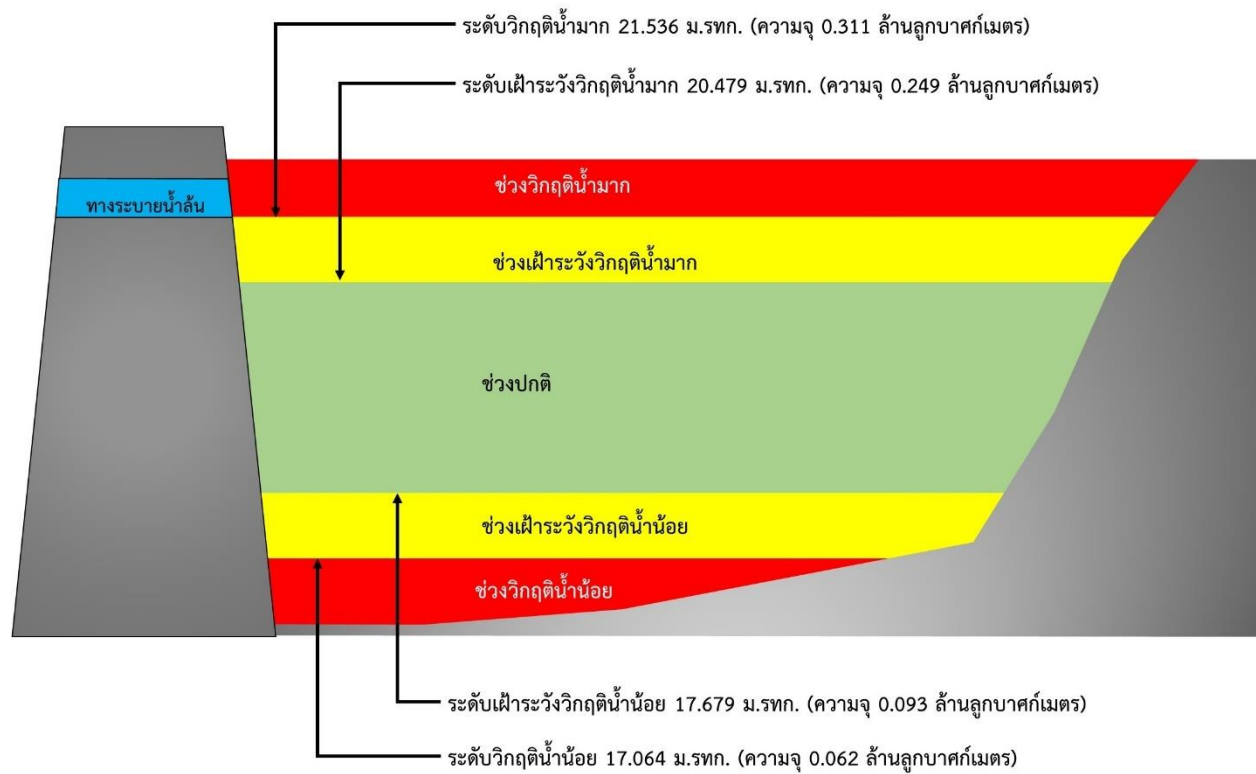 ระดับวิกฤติน้ำมาก 21.536 ม.รทก. (ความจุ 0.311 ล้านลูกบาศก์เมตร)
ระดับเฝ้าระวังวิกฤติน้ำมาก 20.479 ม.รทก. (ความจุ 0.249 ล้านลูกบาศก์เมตร)
ช่วงวิกฤติน้ำมาก
ทางระบายน้ำล้น
ช่วงเฝ้าระวังวิกฤติน้ำมาก
ช่วงปกติ
ช่วงเฝ้าระวังวิกฤติน้ำน้อย
ช่วงวิกฤติน้ำน้อย
ระดับเฝ้าระวังวิกฤติน้ำน้อย 17.679 ม.รทก. (ความจุ 0.093 ล้านลูกบาศก์เมตร)
ระดับวิกฤติน้ำน้อย 17.064 ม.รทก. (ความจุ 0.062 ล้านลูกบาศก์เมตร)